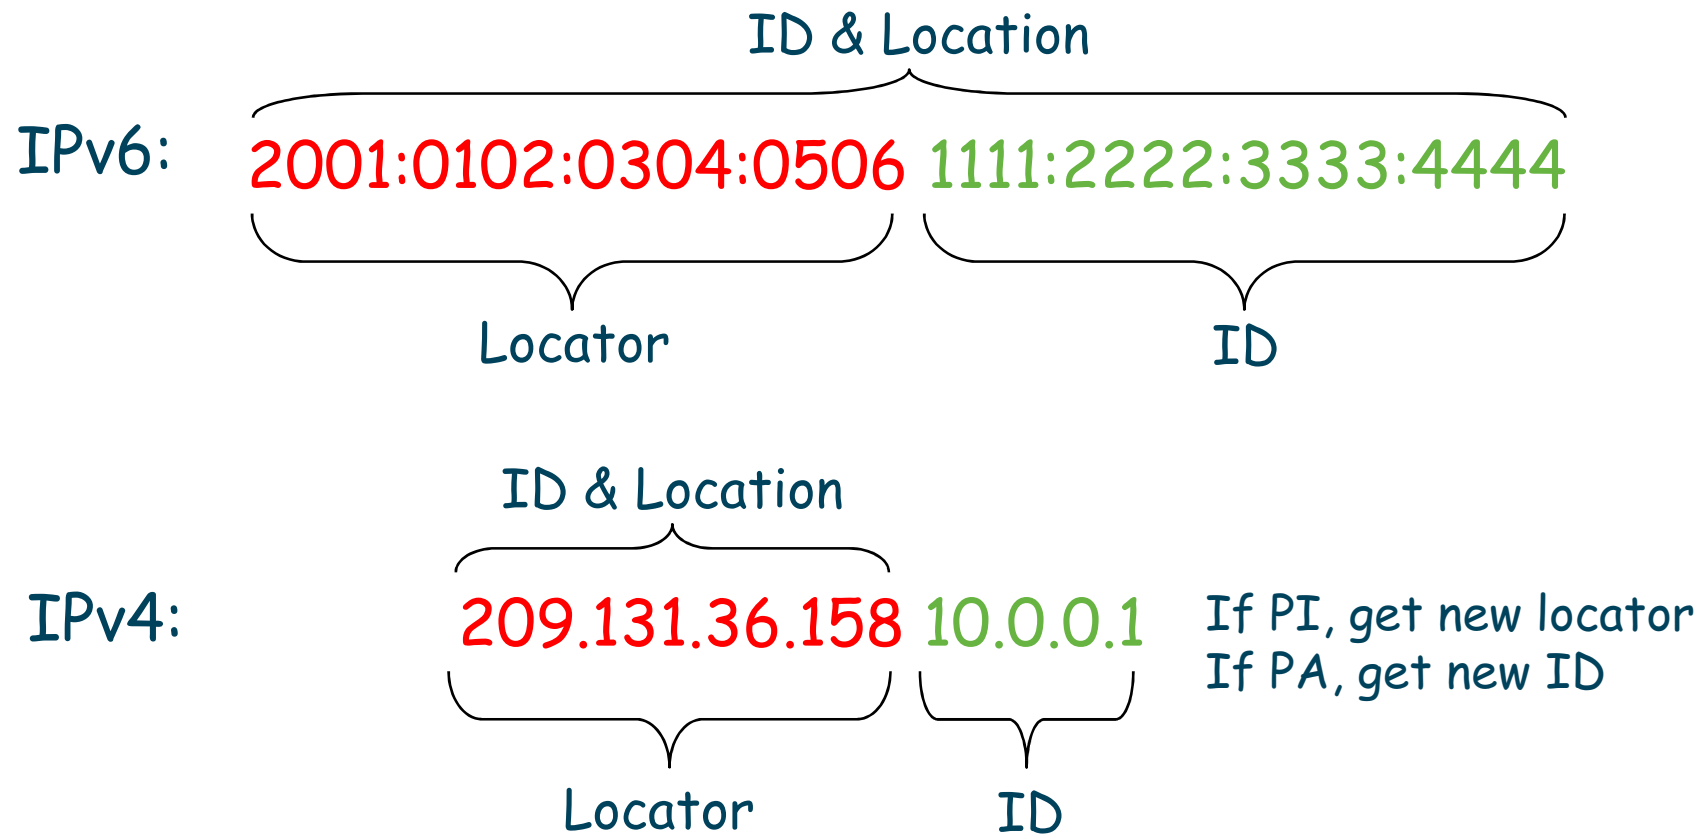 ID & Location
IPv6: 2001:0102:0304:0506 1111:2222:3333:4444
Locator ID
ID & Location
IPv4: 209.131.36.158 10.0.0.1
If PI, get new locator
If PA, get new ID
Locator ID